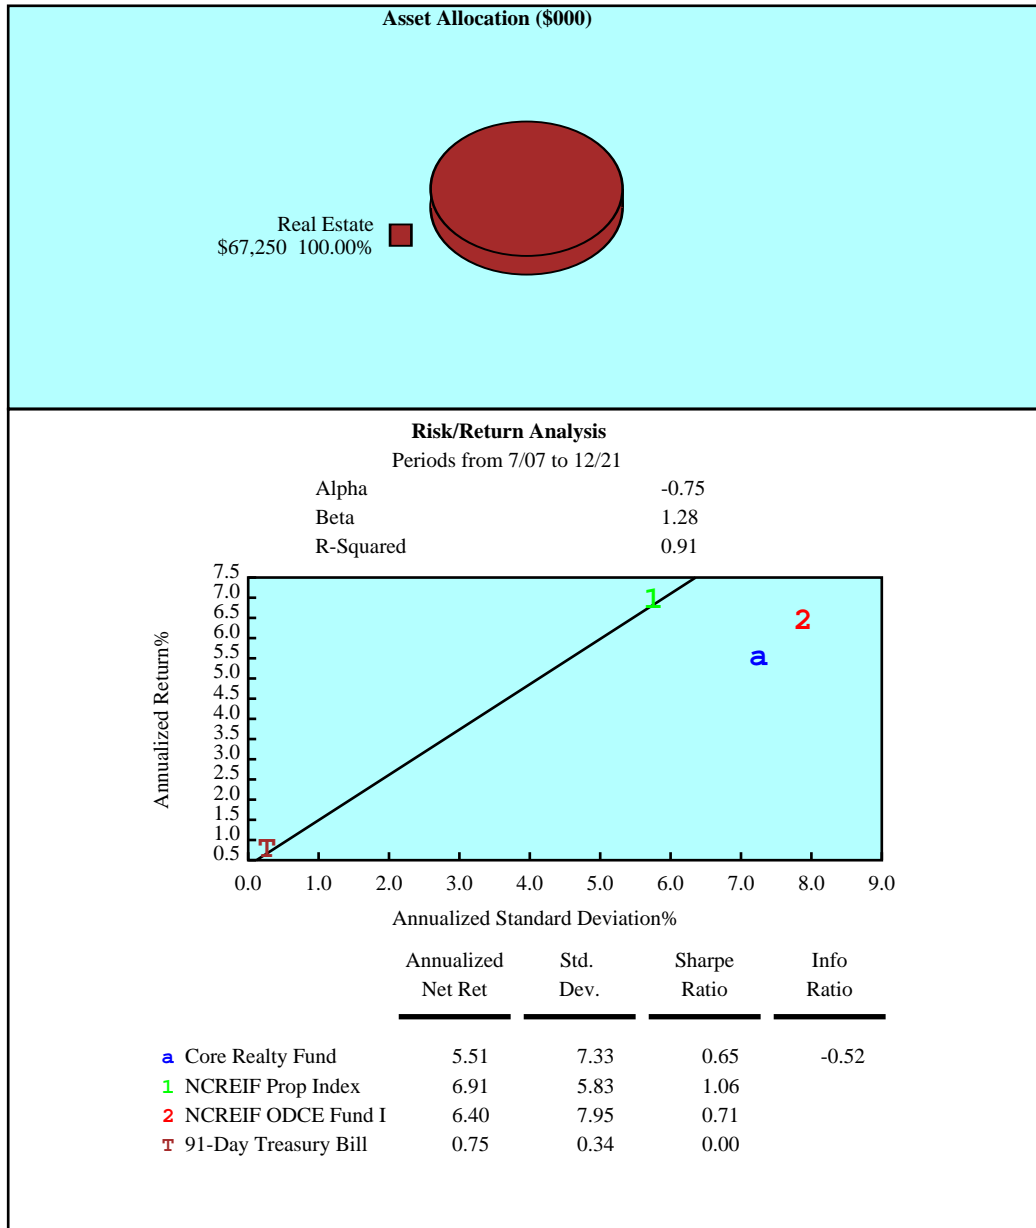 Asset Allocation ($000)
Real Estate
$67,250 100.00%
Risk/Return Analysis
Periods from 7/07 to 12/21
Alpha -0.75
Beta 1.28
R-Squared 0.91
7.5
7.0
6.5
6.0
5.5
5.0
4.5
4.0
3.5
3.0
2.5
2.0
1.5
1.0
0.5
Annualized Return%
1
2
a
T
0.0 1.0 2.0 3.0 4.0 5.0 6.0 7.0 8.0 9.0
Annualized Standard Deviation%
Annualized Std. Sharpe Info
Net Ret Dev. Ratio Ratio
a Core Realty Fund 5.51 7.33 0.65 -0.52
1 NCREIF Prop Index 6.91 5.83 1.06
2 NCREIF ODCE Fund I 6.40 7.95 0.71
T 91-Day Treasury Bill 0.75 0.34 0.00